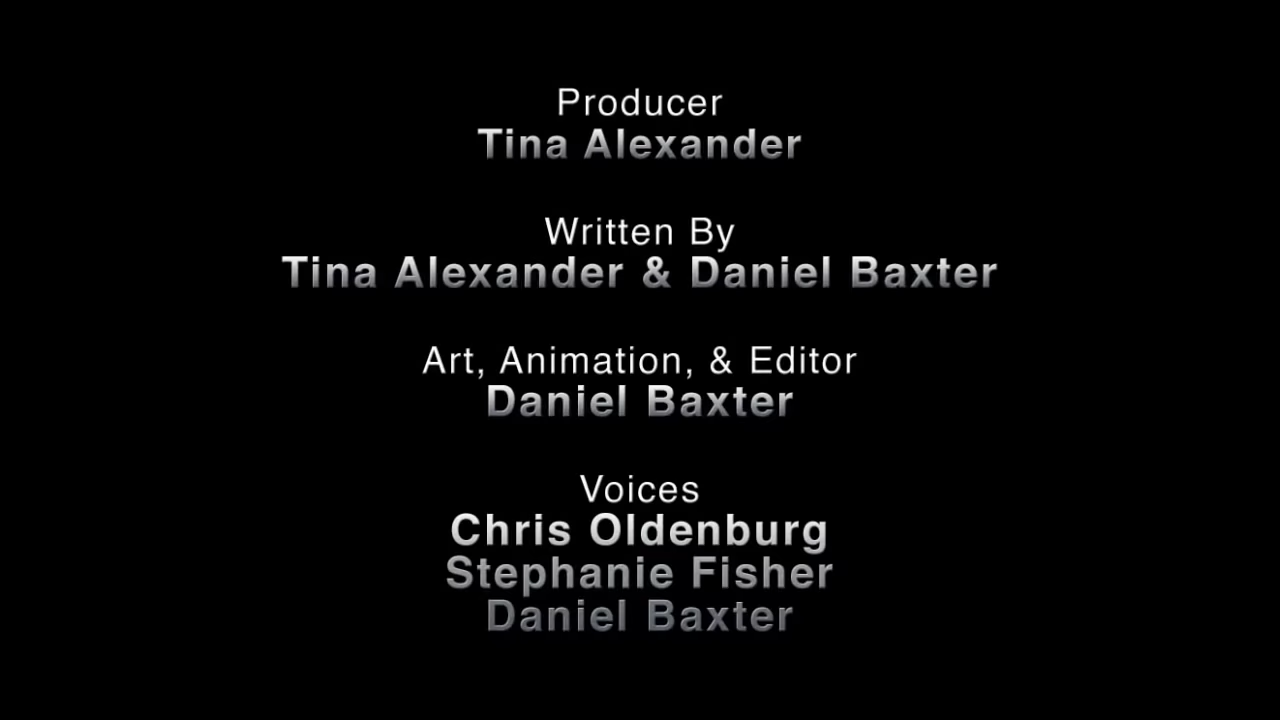 Producer
Tina Alexander
Written By
Tina Alexander & Daniel Baxter
Art, Animation, & Editor
Daniel Baxter
Voices
Chris Oldenburg
Stephanie Fisher
Daniel Baxter